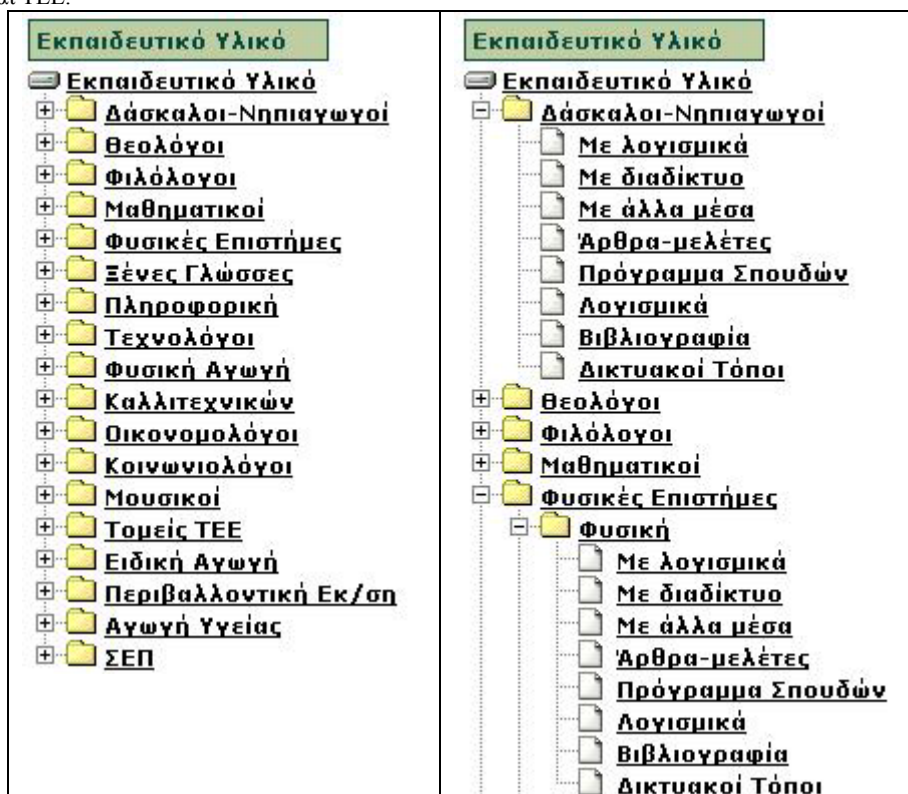 και ΤΕΕ.
Εκπαιδευτικό Υλικό
Εκπαιδευτικό Υλικό
Δάσκαλοι-Νηπιαγωγοί
Θεολόγοι
Φιλόλογοι
Μαθηματικοί
Φυσικές Επιστήμες
Ξένες Γλώσσες
Πληροφορική
Τεχνολόγοι
Φυσική Αγωγή
Καλλιτεχνικών
Οικονομολόγοι
Κοινωνιολόγοι
Μουσικοί
Τομείς ΤΕΕ
Ειδική Αγωγή
Περιβαλλοντική Εκ/ση
Αγωγή Υγείας
ΣΕΠ
Εκπαιδευτικό Υλικό
Εκπαιδευτικό Υλικό
Δάσκαλοι-Νηπιαγωγοί
Με λογισμικά
Με διαδίκτυο
Με άλλα μέσα
Άρθρα-μελέτες
Πρόγραμμα Σπουδών
Λογισμικά
Βιβλιογραφία
Δικτυακοί Τόποι
Θεολόγοι
Φιλόλογοι
Μαθηματικοί
Φυσικές Επιστήμες
Φυσική
Με λογισμικά
Με διαδίκτυο
Με άλλα μέσα
Άρθρα-μελέτες
Πρόγραμμα Σπουδών
Λογισμικά
Βιβλιογραφία
Δικτυακοί Τόποι